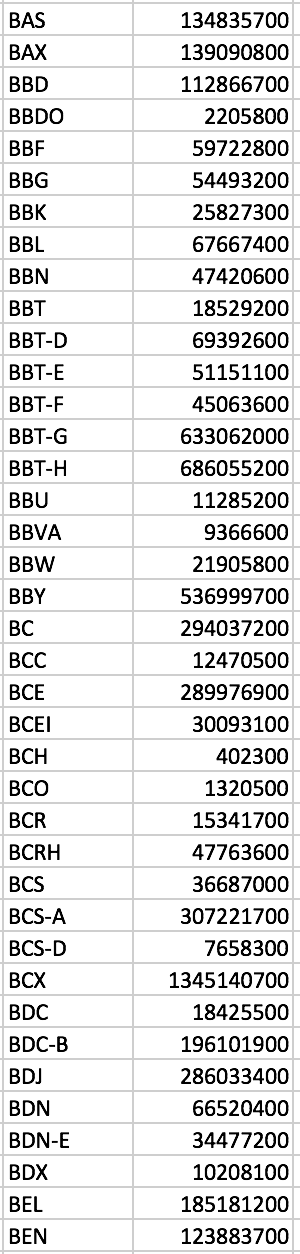 BAS 134835700
BAX 139090800
BBD 112866700
BBDO 2205800
BBF 59722800
BBG 54493200
BBK 25827300
BBL 67667400
BBN 47420600
BBT 18529200
BBT-D 69392600
BBT-E 51151100
BBT-F 45063600
BBT-G 633062000
BBT-H 686055200
BBU 11285200
BBVA 9366600
BBW 21905800
BBY 536999700
BC 294037200
BCC 12470500
BCE 289976900
BCEI 30093100
BCH 402300
BCO 1320500
BCR 15341700
BCRH 47763600
BCS 36687000
BCS-A 307221700
BCS-D 7658300
BCX 1345140700
BDC 18425500
BDC-B 196101900
BDJ 286033400
BDN 66520400
BDN-E 34477200
BDX 10208100
BEL 185181200
BEN 123883700